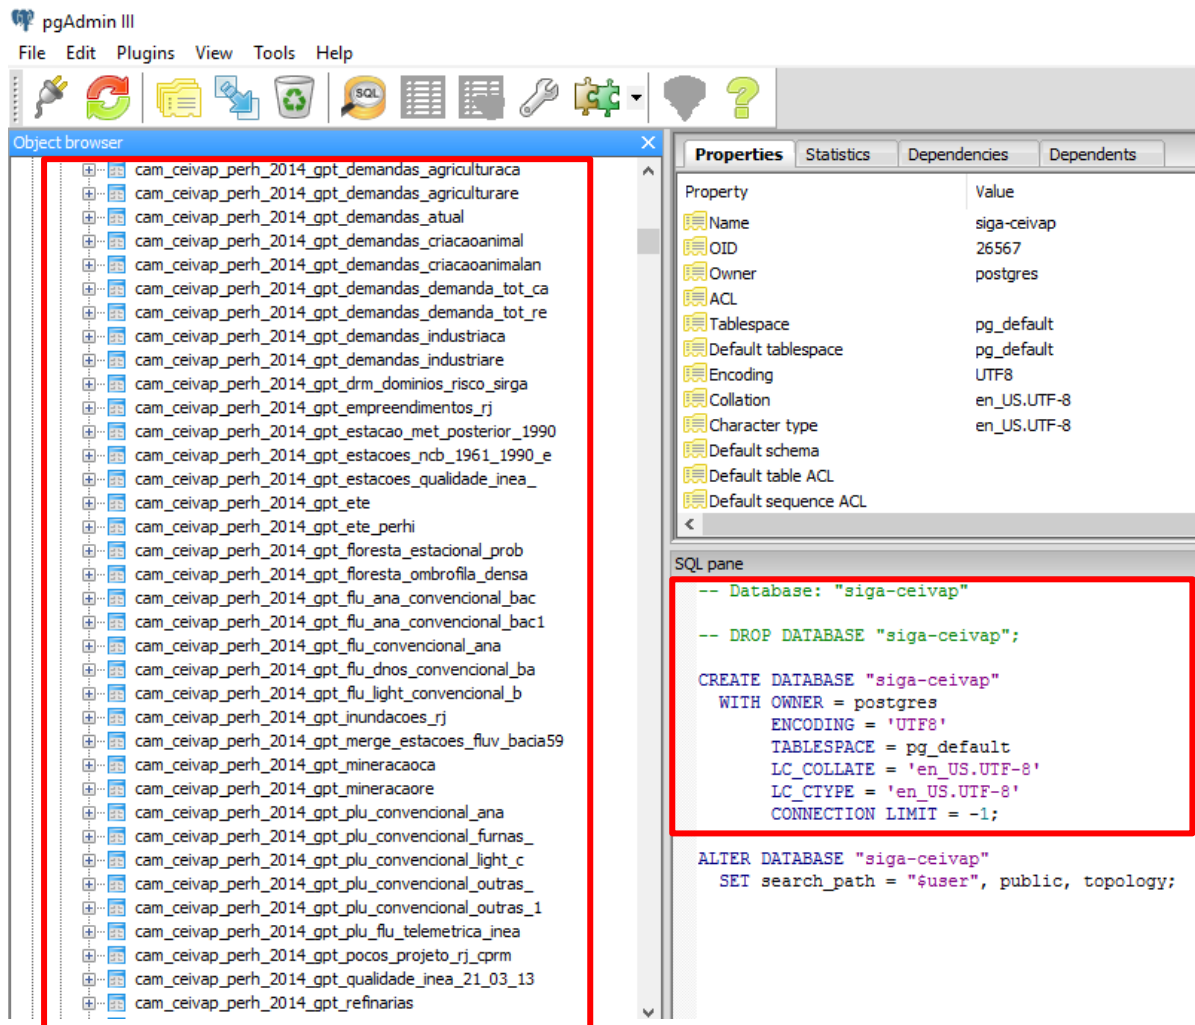 pgAdmin III
File Edit Plugins View Tools Help
SQL
Object browser
cam_ceivap_perh_2014_gpt_demandas_agriculturaca
cam_ceivap_perh_2014_gpt_demandas_agriculturare
cam_ceivap_perh_2014_gpt_demandas_atual
cam_ceivap_perh_2014_gpt_demandas_criacaoanimal
cam_ceivap_perh_2014_gpt_demandas_criacaoanimalan
cam_ceivap_perh_2014_gpt_demandas_demanda_tot_ca
cam_ceivap_perh_2014_gpt_demandas_demanda_tot_re
cam_ceivap_perh_2014_gpt_demandas_industriaca
cam_ceivap_perh_2014_gpt_demandas_industriare
cam_ceivap_perh_2014_gpt_drm_dominios_risco_sirga
cam_ceivap_perh_2014_gpt_empreendimentos_rj
cam_ceivap_perh_2014_gpt_estacao_met_posterior_1990
cam_ceivap_perh_2014_gpt_estacoes_ncb_1961_1990_e
cam_ceivap_perh_2014_gpt_estacoes_qualidade_inea_
cam_ceivap_perh_2014_gpt_ete
cam_ceivap_perh_2014_gpt_ete_perhi
cam_ceivap_perh_2014_gpt_floresta_estacional_prob
cam_ceivap_perh_2014_gpt_floresta_ombrofila_densa
cam_ceivap_perh_2014_gpt_flu_ana_convencional_bac
cam_ceivap_perh_2014_gpt_flu_ana_convencional_bac1
cam_ceivap_perh_2014_gpt_flu_convencional_ana
cam_ceivap_perh_2014_gpt_flu_dnos_convencional_ba
cam_ceivap_perh_2014_gpt_flu_light_convencional_b
cam_ceivap_perh_2014_gpt_inundacoes_rj
cam_ceivap_perh_2014_gpt_merge_estacoes_fluv_bacia59
cam_ceivap_perh_2014_gpt_mineracaoca
cam_ceivap_perh_2014_gpt_mineracaore
cam_ceivap_perh_2014_gpt_plu_convencional_ana
cam_ceivap_perh_2014_gpt_plu_convencional_furnas_
cam_ceivap_perh_2014_gpt_plu_convencional_light_c
cam_ceivap_perh_2014_gpt_plu_convencional_outras_
cam_ceivap_perh_2014_gpt_plu_convencional_outras_1
cam_ceivap_perh_2014_gpt_plu_flu_telemetrica_inea
cam_ceivap_perh_2014_gpt_pocos_projeto_rj_cprm
cam_ceivap_perh_2014_gpt_qualidade_inea_21_03_13
cam_ceivap_perh_2014_gpt_refinarias
Properties Statistics Dependencies Dependents
Property Value
Name siga-ceivap
OID 26567
Owner postgres
ACL
Tablespace pg_default
Default tablespace pg_default
Encoding UTF8
Collation en_US.UTF-8
Character type en_US.UTF-8
Default schema
Default table ACL
Default sequence ACL
SQL pane
-- Database: "siga-ceivap"
-- DROP DATABASE "siga-ceivap";
CREATE DATABASE "siga-ceivap"
WITH OWNER = postgres
ENCODING = 'UTF8'
TABLESPACE = pg_default
LC_COLLATE = 'en_US.UTF-8'
LC_CTYPE = 'en_US.UTF-8'
CONNECTION LIMIT = -1;
ALTER DATABASE "siga-ceivap"
SET search_path = "$user", public, topology;